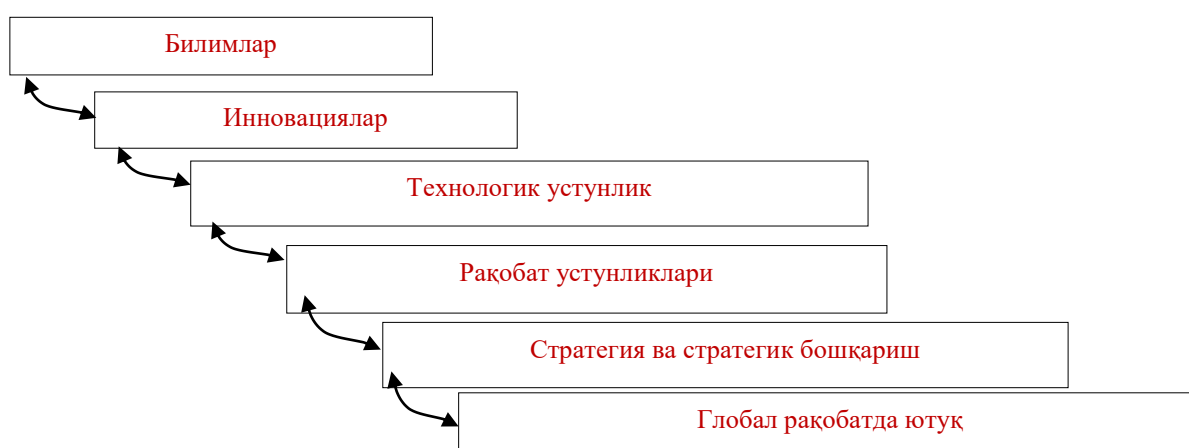 Билимлар
Инновациялар
Технологик устунлик
Рақобат устунликлари
Стратегия ва стратегик бошқариш
Глобал рақобатда ютуқ